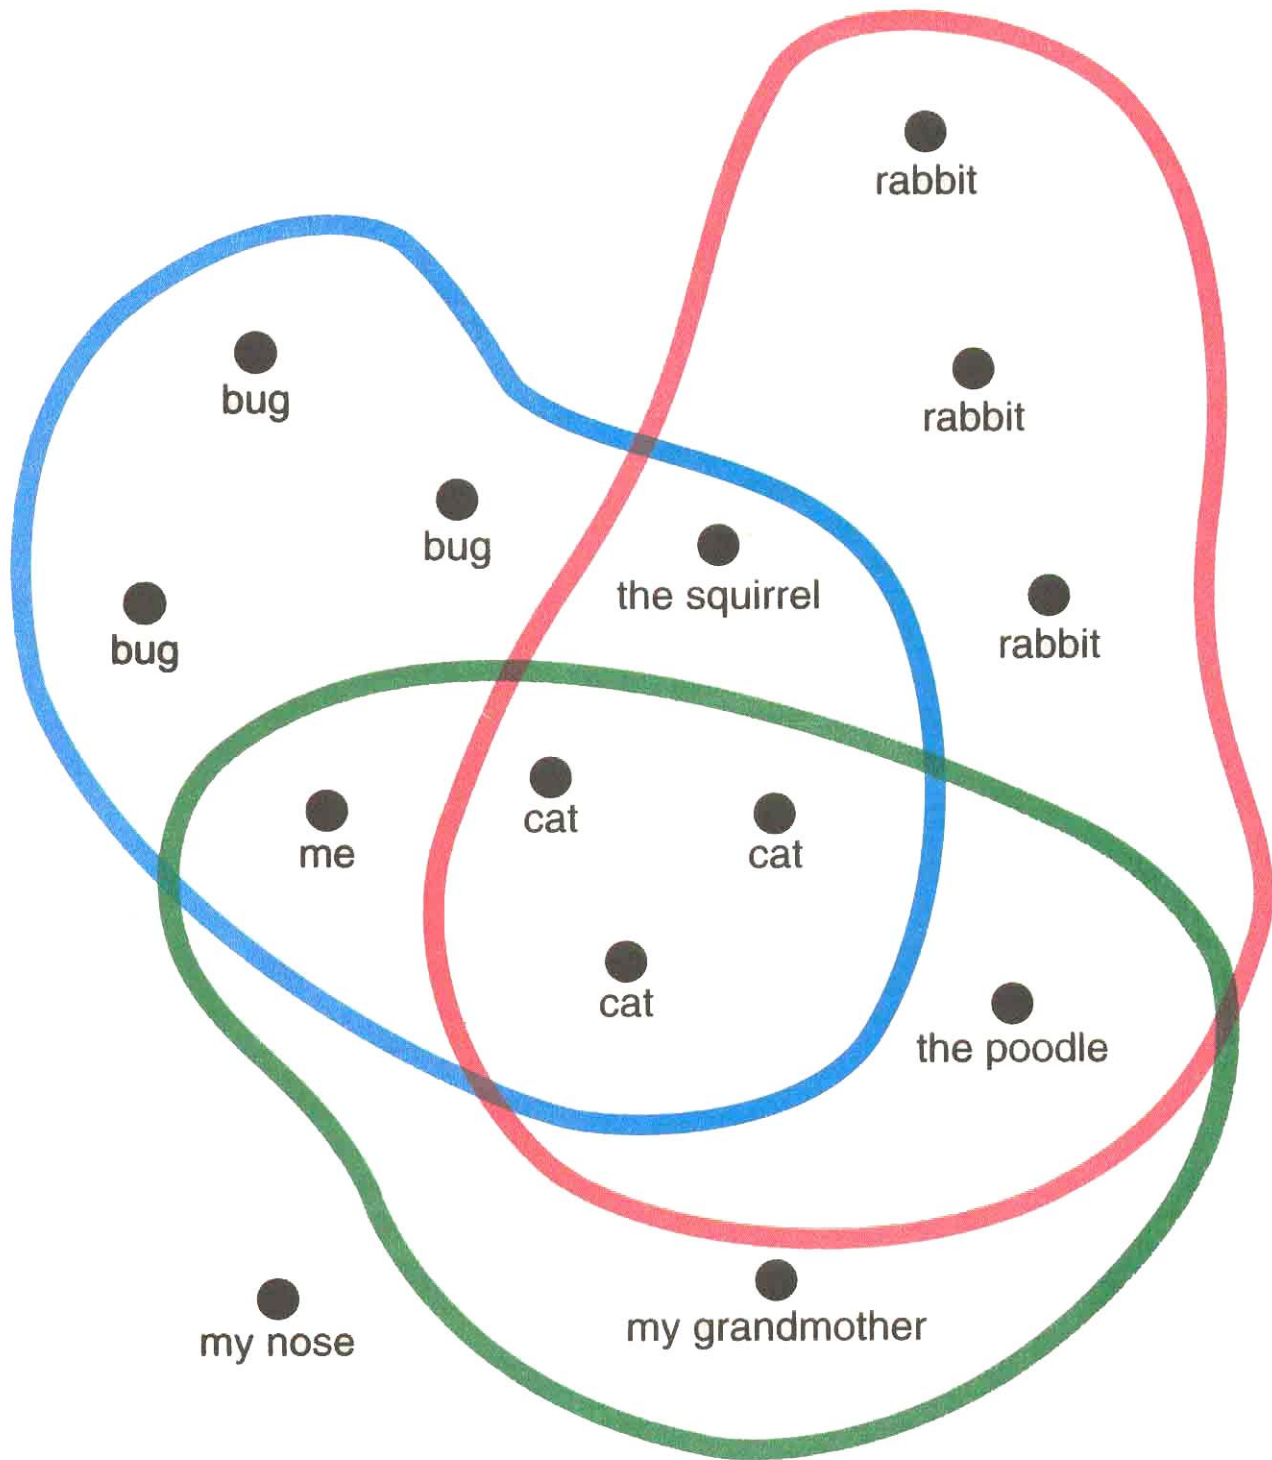 rabbit
bug
rabbit
bug
the squirrel
rabbit
bug
cat
cat
me
cat
the poodle
my grandmother
my nose